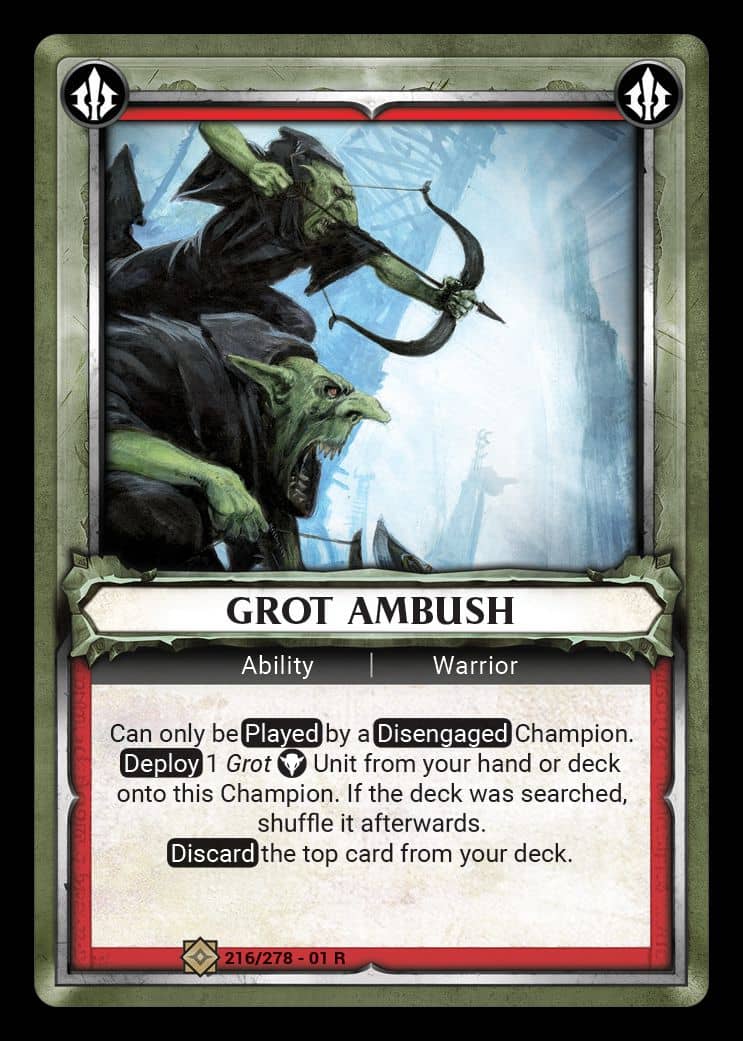 GROT AMBUSH
Ability | Warrior
Can only be Played by a Disengaged Champion.
Deploy 1 Grot Unit from your hand or deck
onto this Champion. If the deck was searched,
shuffle it afterwards.
Discard the top card from your deck.
216/278 - 01 R